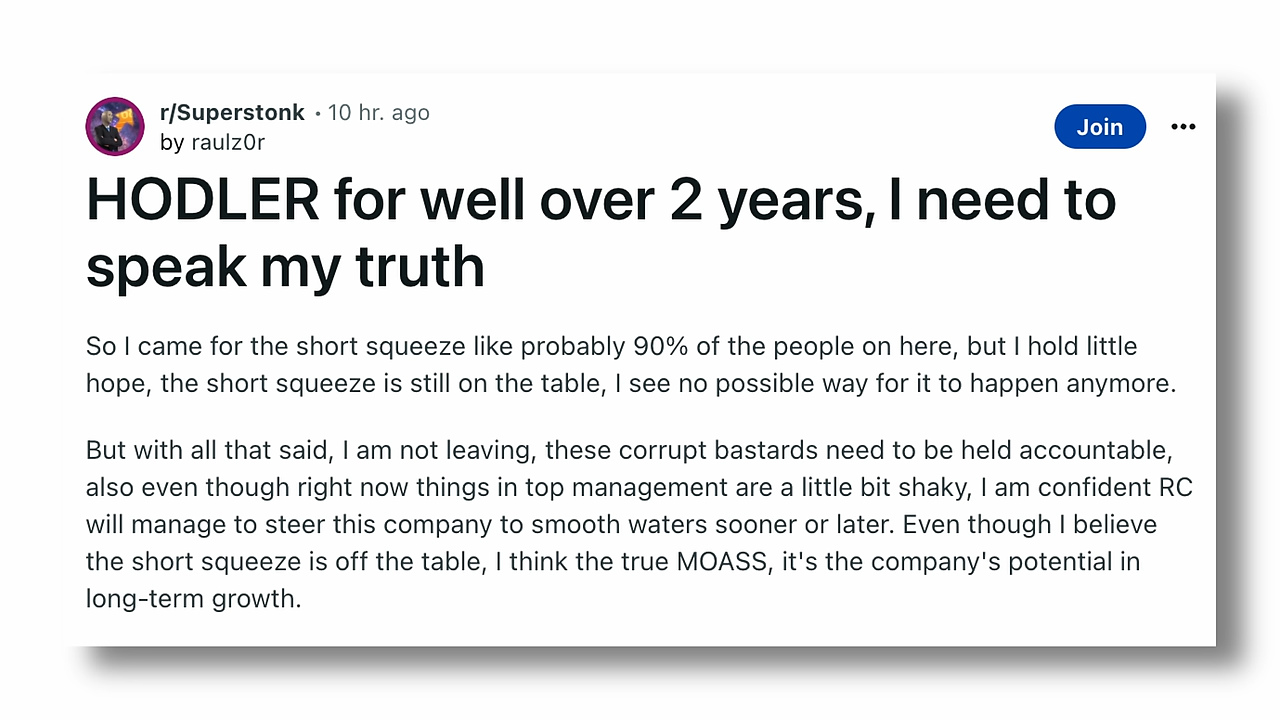 r/Superstonk • 10 hr. ago
by raulz0r
Join
HODLER for well over 2 years, I need to
speak my truth
So I came for the short squeeze like probably 90% of the people on here, but I hold little
hope, the short squeeze is still on the table, I see no possible way for it to happen anymore.
But with all that said, I am not leaving, these corrupt bastards need to be held accountable,
also even though right now things in top management are a little bit shaky, I am confident RC
will manage to steer this company to smooth waters sooner or later. Even though I believe
the short squeeze is off the table, I think the true MOASS, it's the company's potential in
long-term growth.